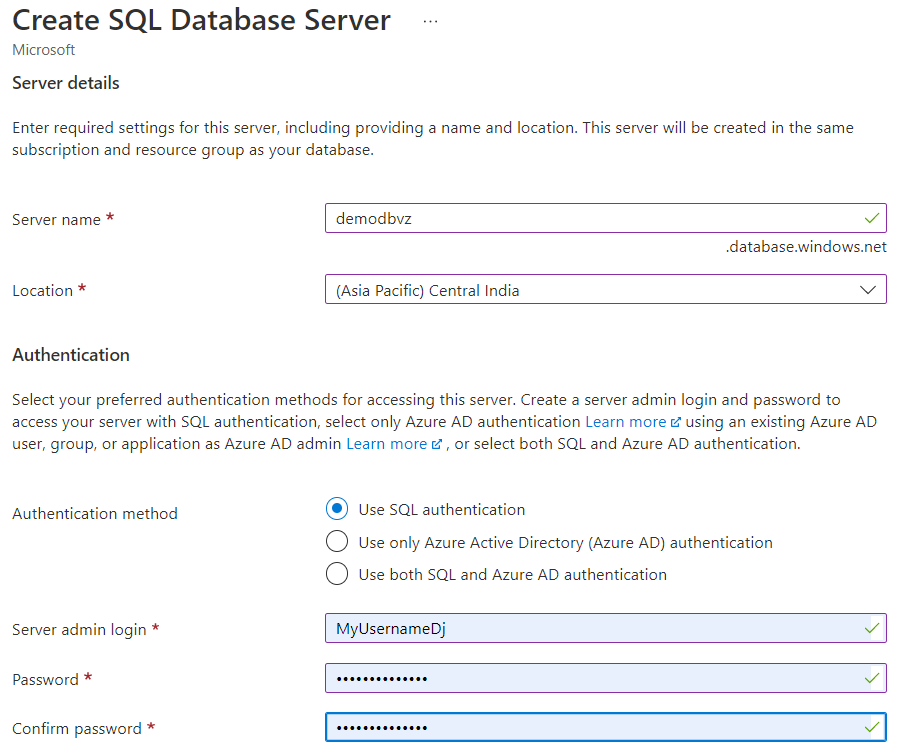 Create SQL Database Server ...
Microsoft
Server details
Enter required settings for this server, including providing a name and location. This server will be created in the same
subscription and resource group as your database.
Server name *
demodbvz
.database.windows.net
Location *
(Asia Pacific) Central India
Authentication
Select your preferred authentication methods for accessing this server. Create a server admin login and password to
access your server with SQL authentication, select only Azure AD authentication Learn more using an existing Azure AD
user, group, or application as Azure AD admin Learn more , or select both SQL and Azure AD authentication.
Authentication method
Use SQL authentication
Use only Azure Active Directory (Azure AD) authentication
Use both SQL and Azure AD authentication
Server admin login *
MyUsernameDj
Password *
••••••••••••••
Confirm password *
••••••••••••••